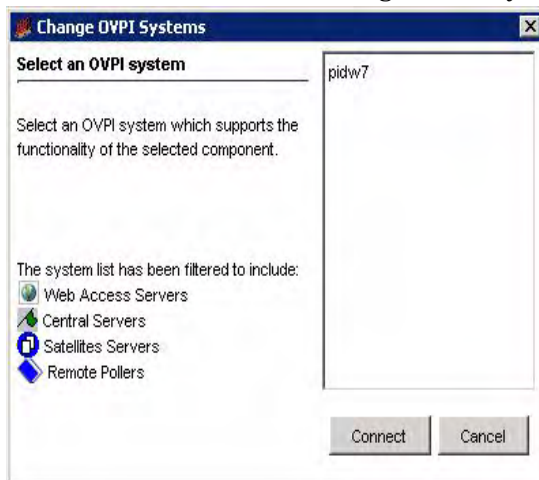 Change OVPI Systems
Select an OVPI system
Select an OVPI system which supports the
functionality of the selected component.
The system list has been filtered to include:
Web Access Servers
Central Servers
Satellites Servers
Remote Pollers
pidw7
Connect
Cancel